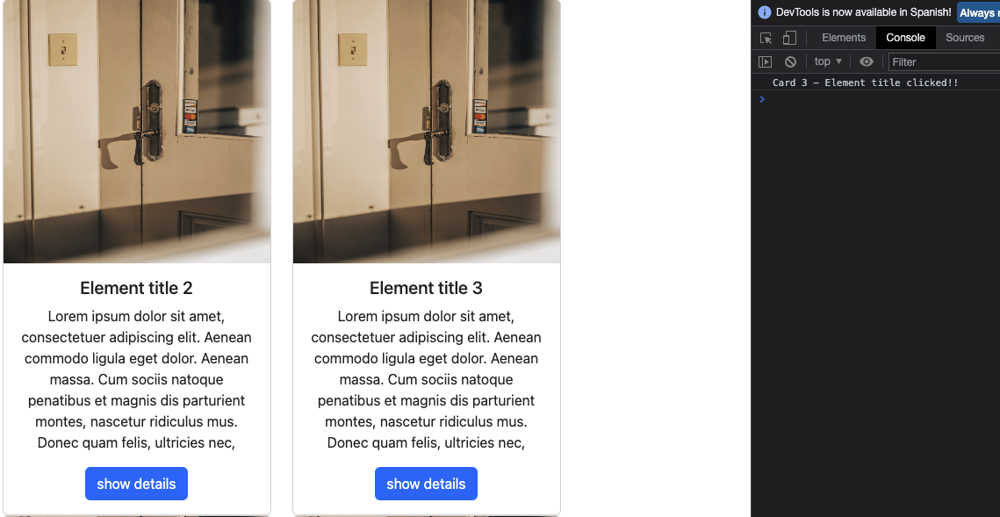 Element title 2
Lorem ipsum dolor sit amet,
consectetuer adipiscing elit. Aenean
commodo ligula eget dolor. Aenean
massa. Cum sociis natoque
penatibus et magnis dis parturient
montes, nascetur ridiculus mus.
Donec quam felis, ultricies nec,
show details
Element title 3
Lorem ipsum dolor sit amet,
consectetuer adipiscing elit. Aenean
commodo ligula eget dolor. Aenean
massa. Cum sociis natoque
penatibus et magnis dis parturient
montes, nascetur ridiculus mus.
Donec quam felis, ultricies nec,
show details
DevTools is now available in Spanish! Always
Elements Console Sources
top Filter
Card 3 – Element title clicked!!